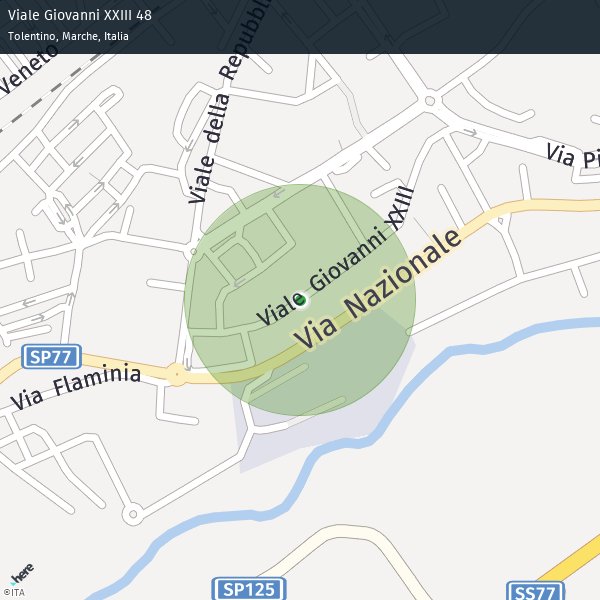 Viale Giovanni XXIII 48
Tolentino, Marche, Italia
Veneto
Viale della Repubbli
Via Pi
Viale Giovanni XXIII
Via Nazionale
SP77
Via Flaminia
SP125
SS77
here
©ITA